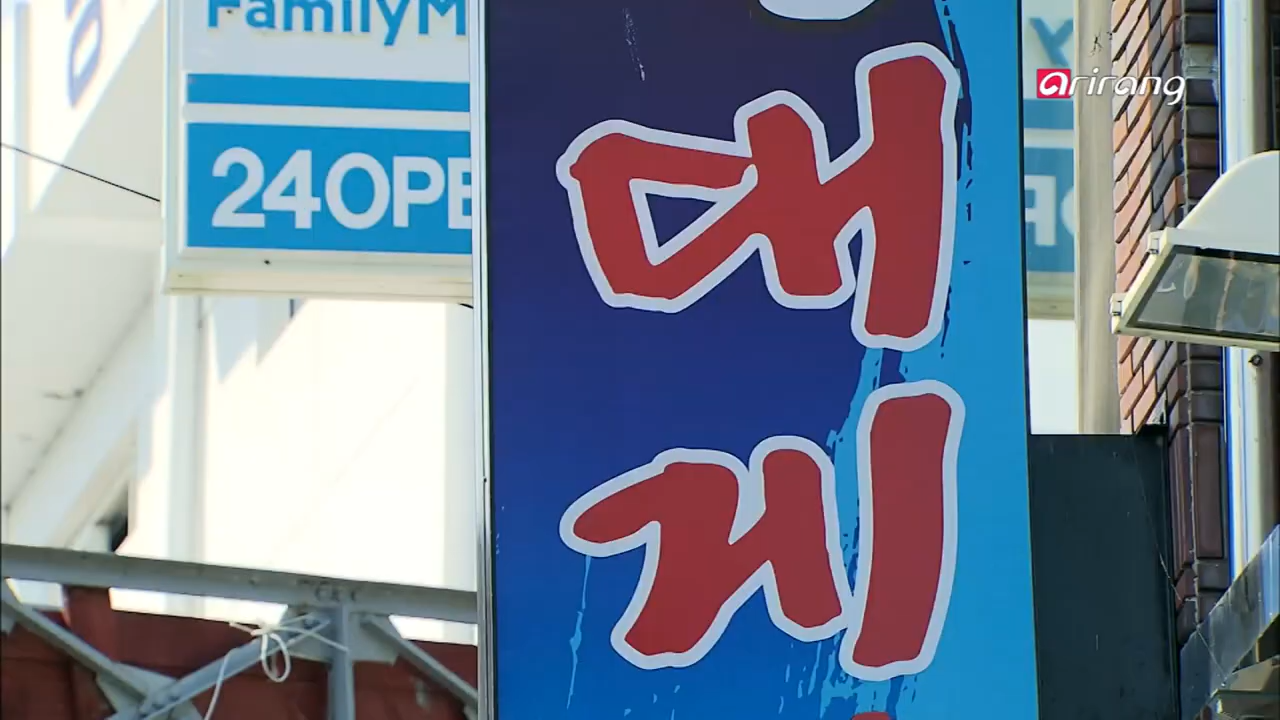 FamilyM
24OPE
대
게
arirang